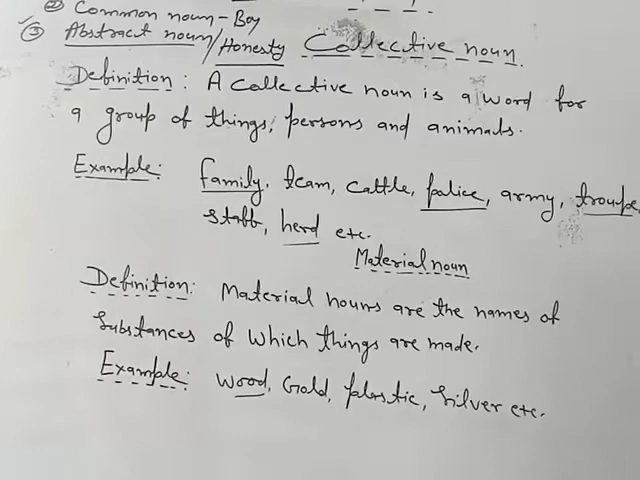 ② Common noun - Boy
③ Abstract noun/Honesty Collective noun.
Definition: A Collective noun is a word for
a group of things, persons and animals.
Example: Family, team, cattle, police, army, troupe,
staff, herd etc.
Material noun
Definition: Material nouns are the names of
substances of which things are made.
Example: Wood, Gold, plastic, Silver etc.